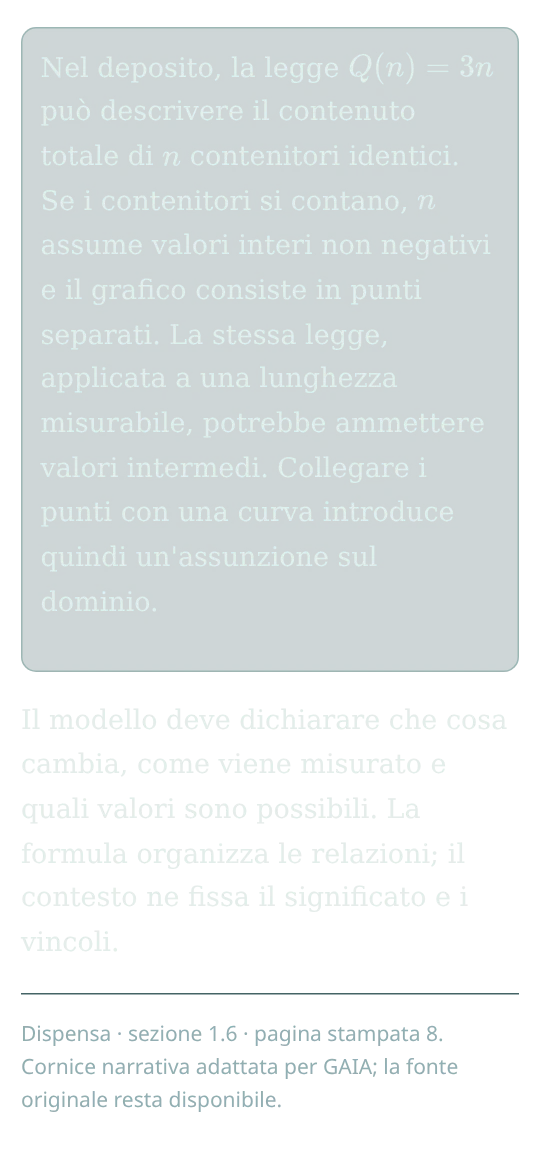 Nel deposito, la legge Q(n) = 3n
può descrivere il contenuto
totale di n contenitori identici.
Se i contenitori si contano, n
assume valori interi non negativi
e il grafico consiste in punti
separati. La stessa legge,
applicata a una lunghezza
misurabile, potrebbe ammettere
valori intermedi. Collegare i
punti con una curva introduce
quindi un'assunzione sul
dominio.
Il modello deve dichiarare che cosa
cambia, come viene misurato e
quali valori sono possibili. La
formula organizza le relazioni; il
contesto ne fissa il significato e i
vincoli.
Dispensa · sezione 1.6 · pagina stampata 8.
Cornice narrativa adattata per GAIA; la fonte
originale resta disponibile.